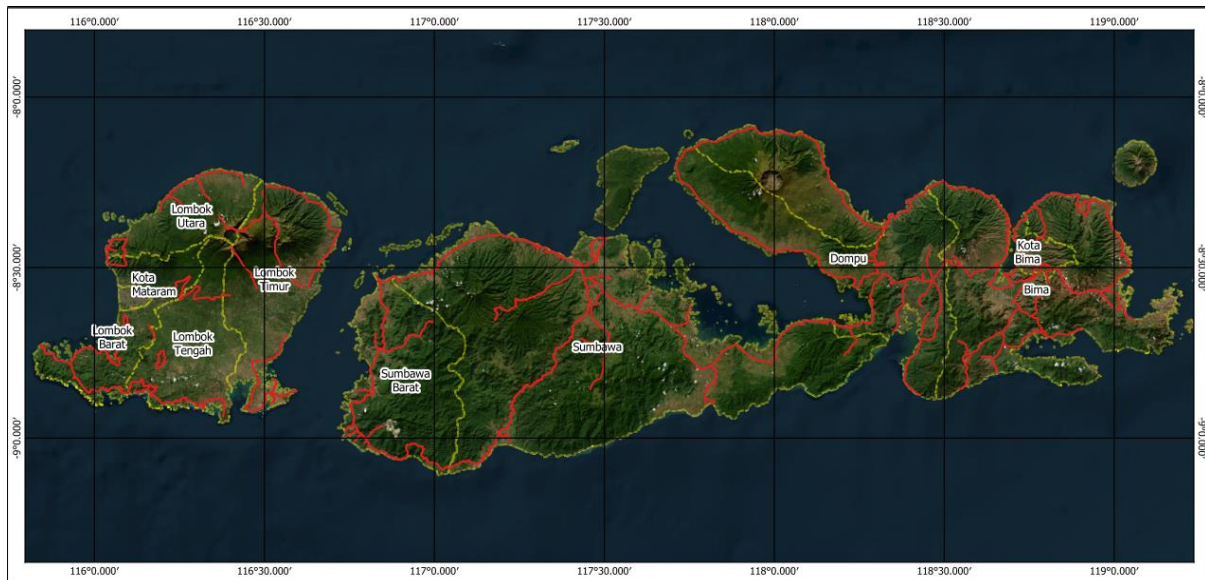 116°0.000'
116°30.000'
117°0.000'
117°30.000'
118°0.000'
118°30.000'
119°0.000'
-8°0.000'
-8°0.000'
Lombok
Utara
Kota
Mataram
Lombok
Timur
Lombok
Barat
Lombok
Tengah
Sumbawa
Barat
Sumbawa
Dompu
Kota
Bima
Bima
-8°30.000'
-8°30.000'
-9°0.000'
-9°0.000'
116°0.000'
116°30.000'
117°0.000'
117°30.000'
118°0.000'
118°30.000'
119°0.000'